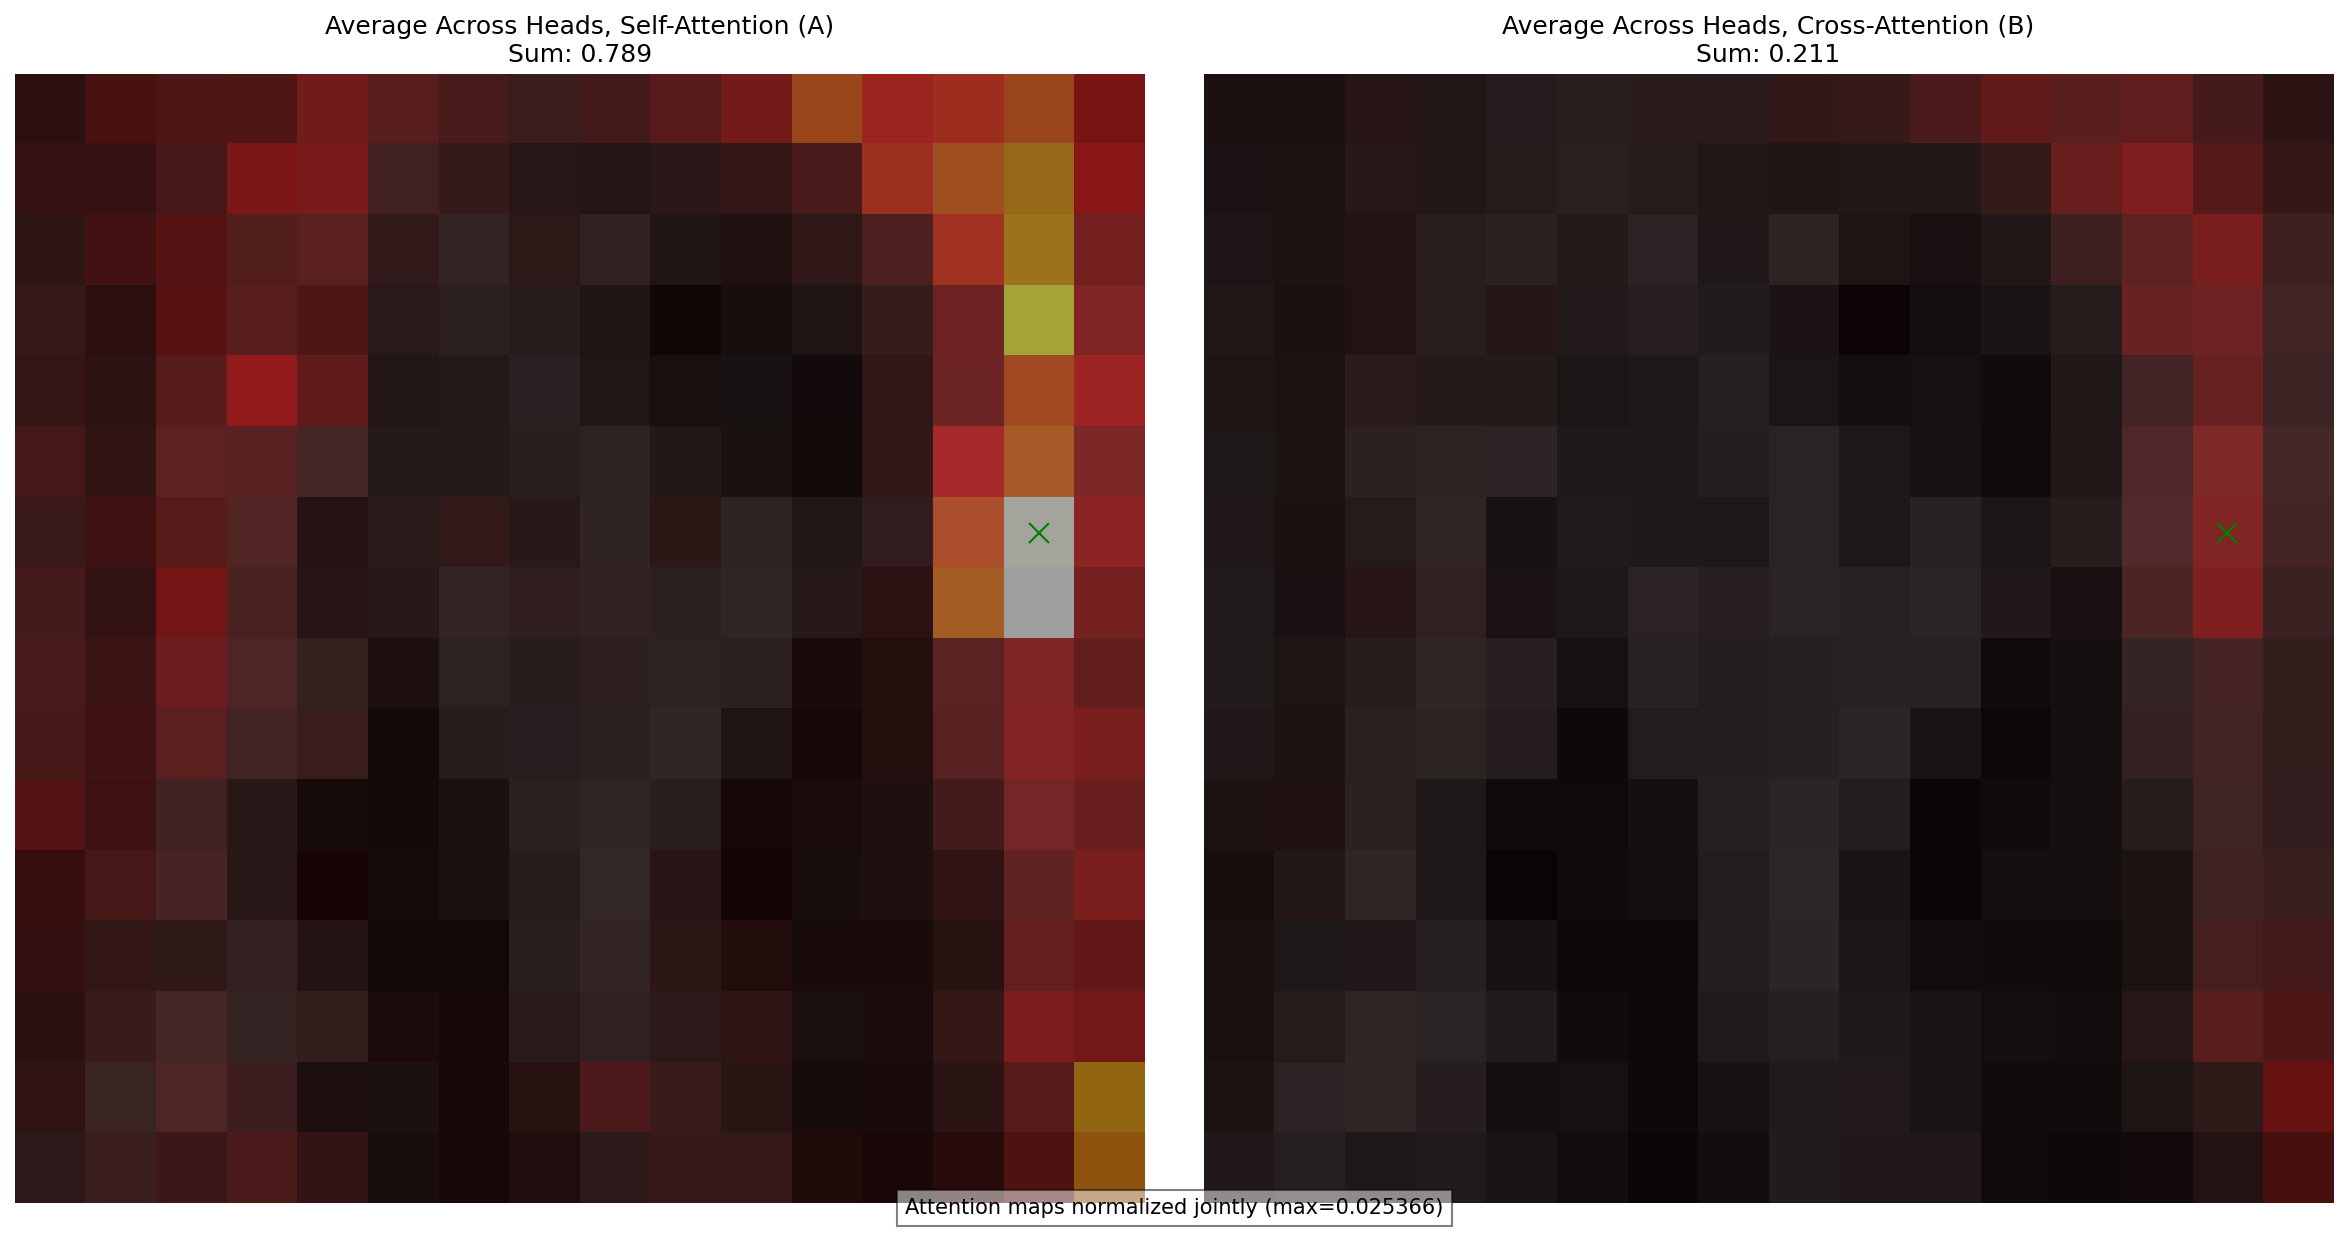 Average Across Heads, Self-Attention (A)
Sum: 0.789
Average Across Heads, Cross-Attention (B)
Sum: 0.211
Attention maps normalized jointly (max=0.025366)